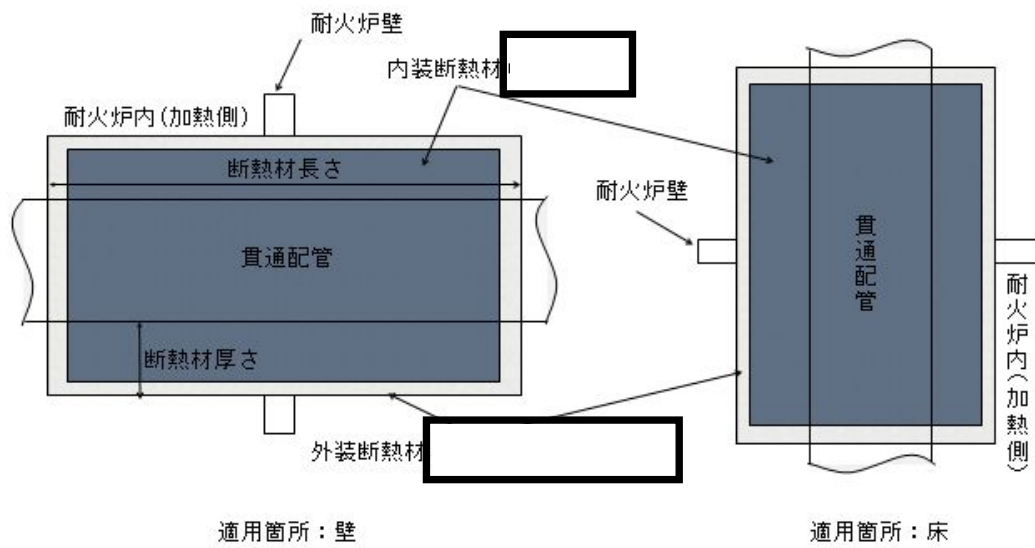 耐火炉壁
内装断熱材
耐火炉内(加熱側)
断熱材長さ
貫通配管
断熱材厚さ
外装断熱材
適用箇所：壁
耐火炉壁
貫通配管
耐火炉内(加熱側)
適用箇所：床